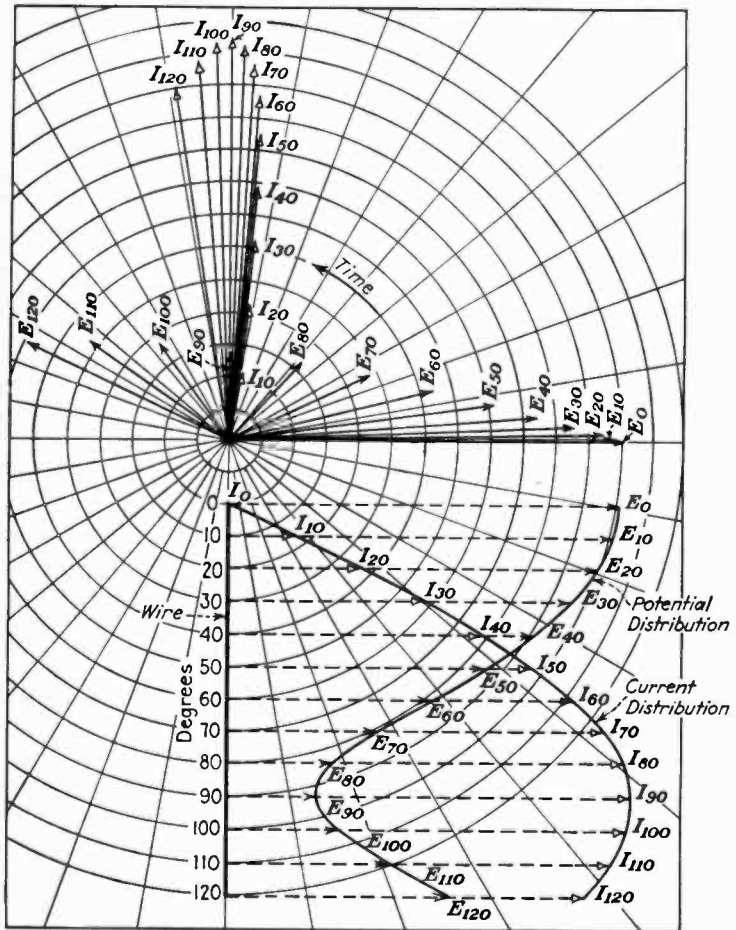 I90
I100
I80
I110
I70
I120
I60
I50
I40
I30
Time
I20
E120
E110
E100
E90
E80
I10
E70
E60
E50
E40
E30
E20
E10
E0
I0
0
E0
10
I10
E10
20
I20
E20
30
I30
E30
Potential
Distribution
Wire
40
I40
E40
50
E50
I50
Degrees
60
E60
I60
Current
Distribution
70
E70
I70
80
E80
I80
90
E90
I90
100
E100
I100
110
E110
I110
120
E120
I120